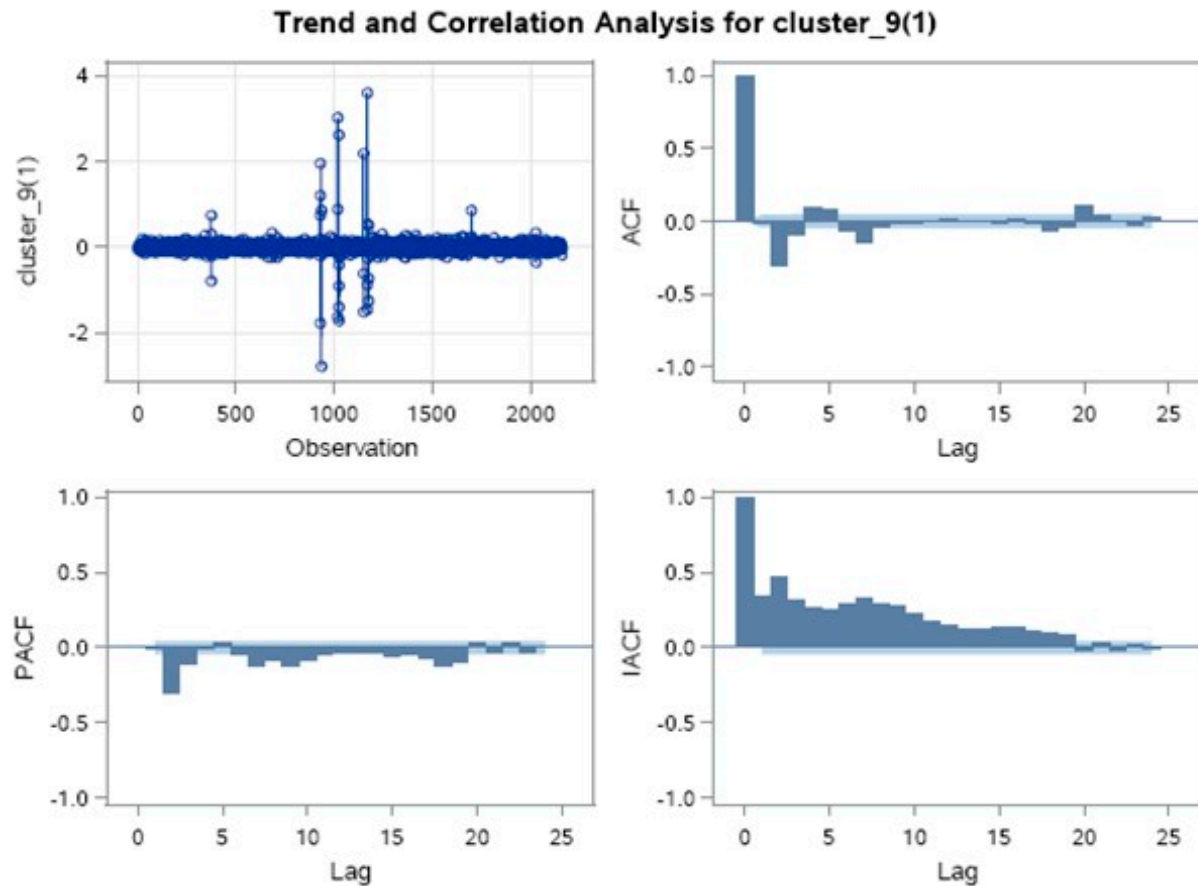 Trend and Correlation Analysis for cluster_9(1)
cluster_9(1)
4
2
0
-2
0 500 1000 1500 2000
Observation
ACF
1.0
0.5
0.0
-0.5
-1.0
0 5 10 15 20 25
Lag
PACF
1.0
0.5
0.0
-0.5
-1.0
0 5 10 15 20 25
Lag
IACF
1.0
0.5
0.0
-0.5
-1.0
0 5 10 15 20 25
Lag